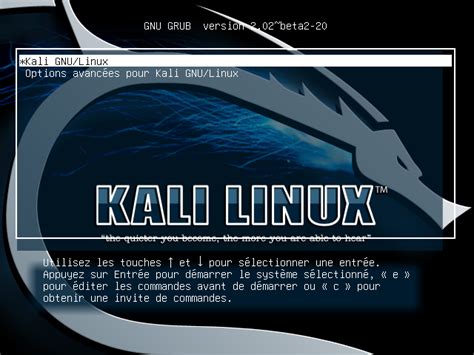 GNU GRUB  version 2.02~beta2-20
*Kali GNU/Linux
Options avancées pour Kali GNU/Linux
KALI LINUX™
"the quieter you become, the more you are able to hear"
Utilisez les touches ↑ et ↓ pour sélectionner une entrée.
Appuyez sur Entrée pour démarrer le système sélectionné, « e »
pour éditer les commandes avant de démarrer ou « c » pour
obtenir une invite de commandes.